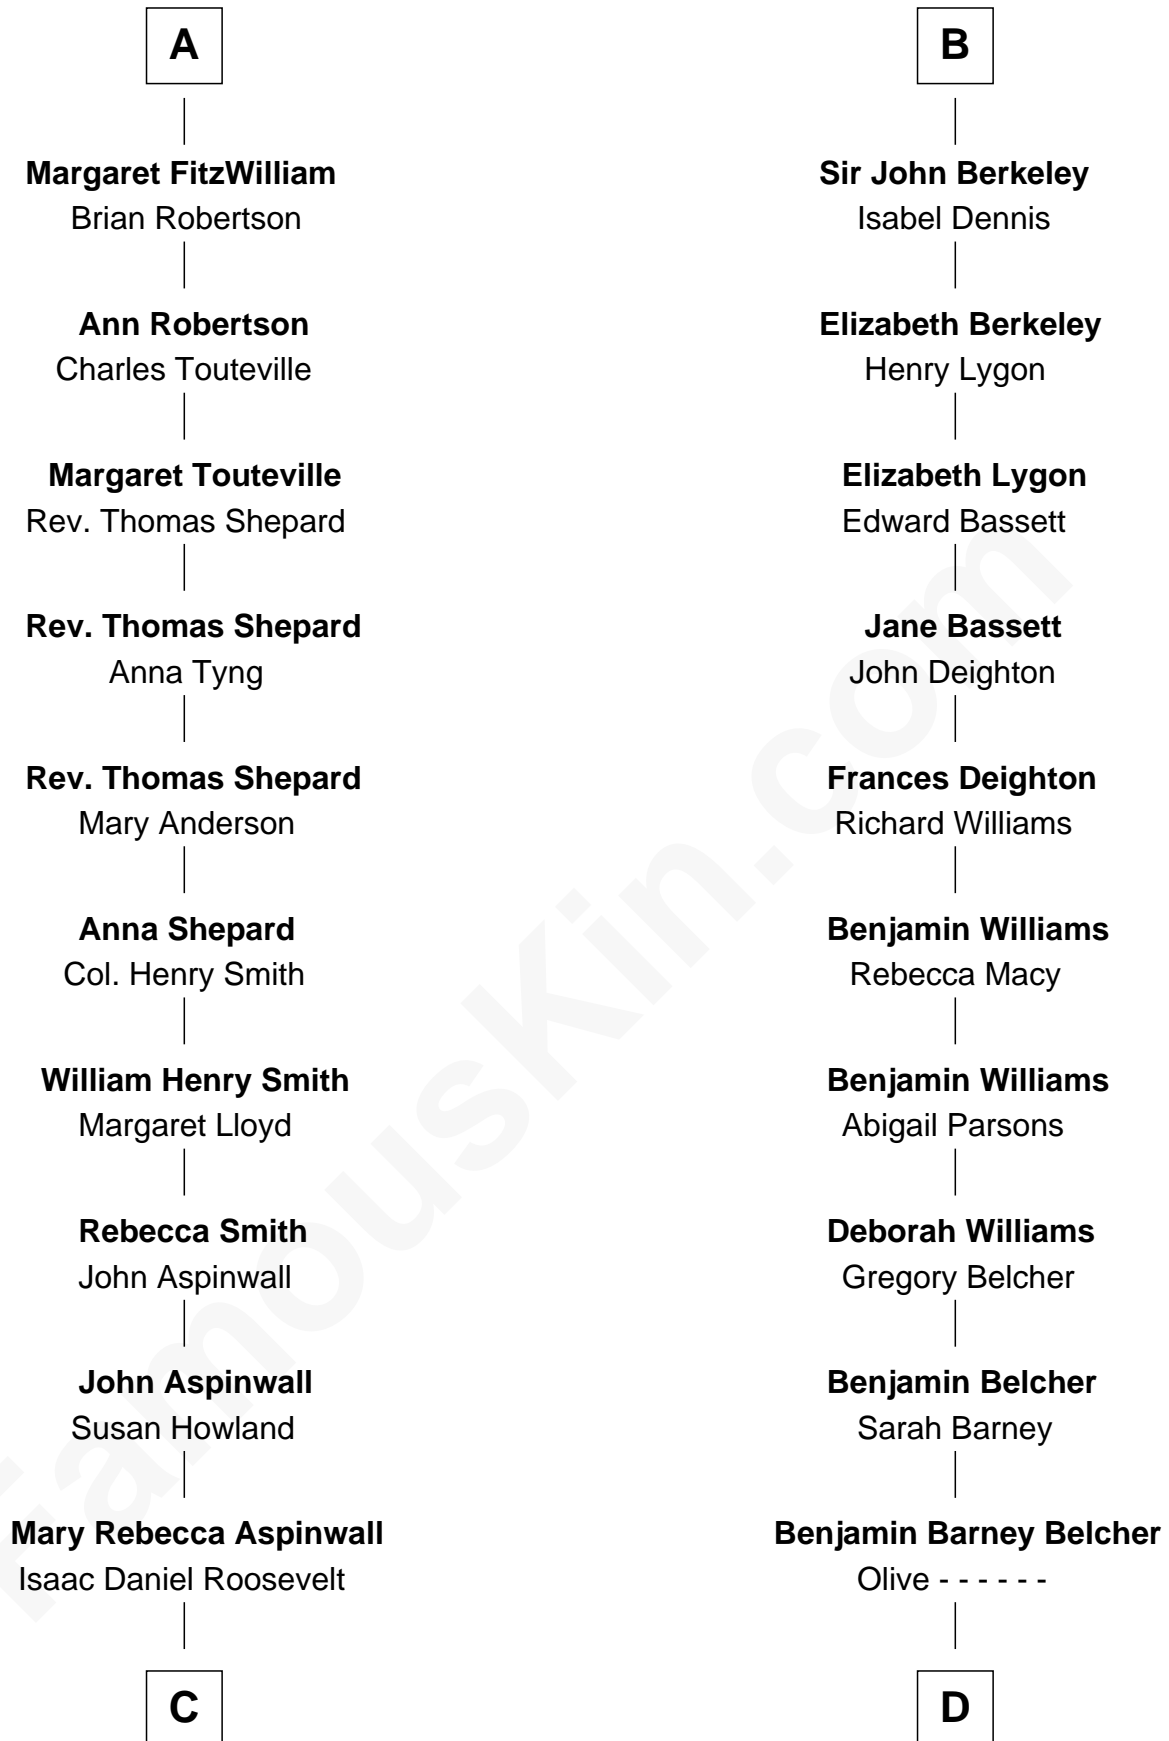 A
Margaret FitzWilliam
Brian Robertson
Ann Robertson
Charles Touteville
Margaret Touteville
Rev. Thomas Shepard
Rev. Thomas Shepard
Anna Tyng
Rev. Thomas Shepard
Mary Anderson
Anna Shepard
Col. Henry Smith
William Henry Smith
Margaret Lloyd
Rebecca Smith
John Aspinwall
John Aspinwall
Susan Howland
Mary Rebecca Aspinwall
Isaac Daniel Roosevelt
C
B
Sir John Berkeley
Isabel Dennis
Elizabeth Berkeley
Henry Lygon
Elizabeth Lygon
Edward Bassett
Jane Bassett
John Deighton
Frances Deighton
Richard Williams
Benjamin Williams
Rebecca Macy
Benjamin Williams
Abigail Parsons
Deborah Williams
Gregory Belcher
Benjamin Belcher
Sarah Barney
Benjamin Barney Belcher
Olive - - - - - -
D
FamousKin.com